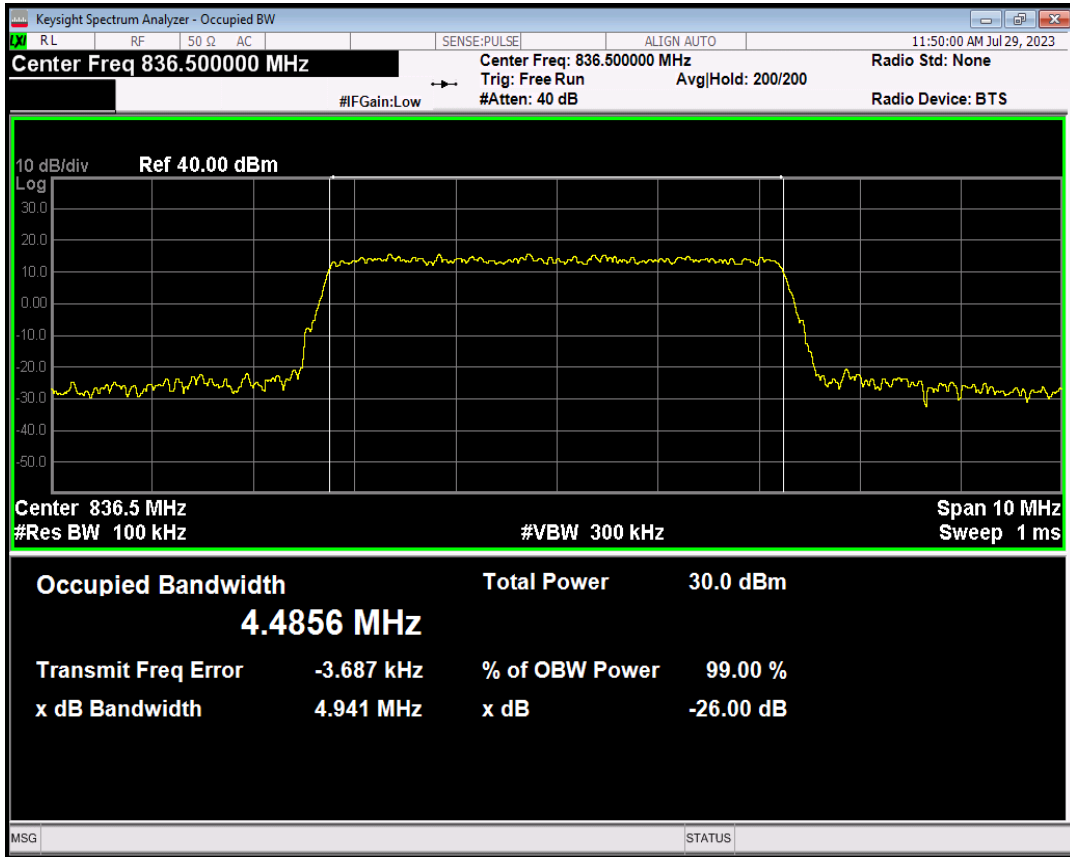 Keysight Spectrum Analyzer - Occupied BW
LXI RL RF 50 Ω AC SENSE:PULSE ALIGN AUTO 11:50:00 AM Jul 29, 2023
Center Freq 836.500000 MHz Center Freq: 836.500000 MHz Radio Std: None
Trig: Free Run Avg|Hold: 200/200
#IFGain:Low #Atten: 40 dB Radio Device: BTS
10 dB/div Ref 40.00 dBm
Log
30.0
20.0
10.0
0.00
-10.0
-20.0
-30.0
-40.0
-50.0
Center 836.5 MHz Span 10 MHz
#Res BW 100 kHz #VBW 300 kHz Sweep 1 ms
Occupied Bandwidth Total Power 30.0 dBm
4.4856 MHz
Transmit Freq Error -3.687 kHz % of OBW Power 99.00 %
x dB Bandwidth 4.941 MHz x dB -26.00 dB
MSG STATUS